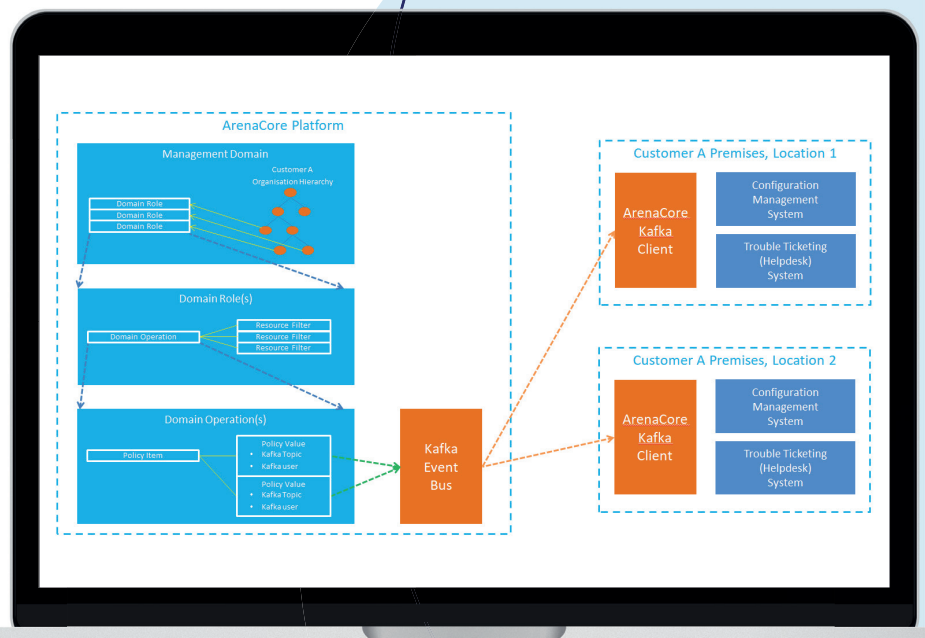 ArenaCore Platform
Management Domain
Customer A
Organisation Hierarchy
Domain Role
Domain Role
Domain Role
Domain Role(s)
Domain Operation
Resource Filter
Resource Filter
Resource Filter
Domain Operation(s)
Policy Item
Policy Value
• Kafka Topic
• Kafka user
Policy Value
• Kafka Topic
• Kafka user
Kafka
Event
Bus
Customer A Premises, Location 1
ArenaCore
Kafka
Client
Configuration
Management
System
Trouble Ticketing
(Helpdesk)
System
Customer A Premises, Location 2
ArenaCore
Kafka
Client
Configuration
Management
System
Trouble Ticketing
(Helpdesk)
System